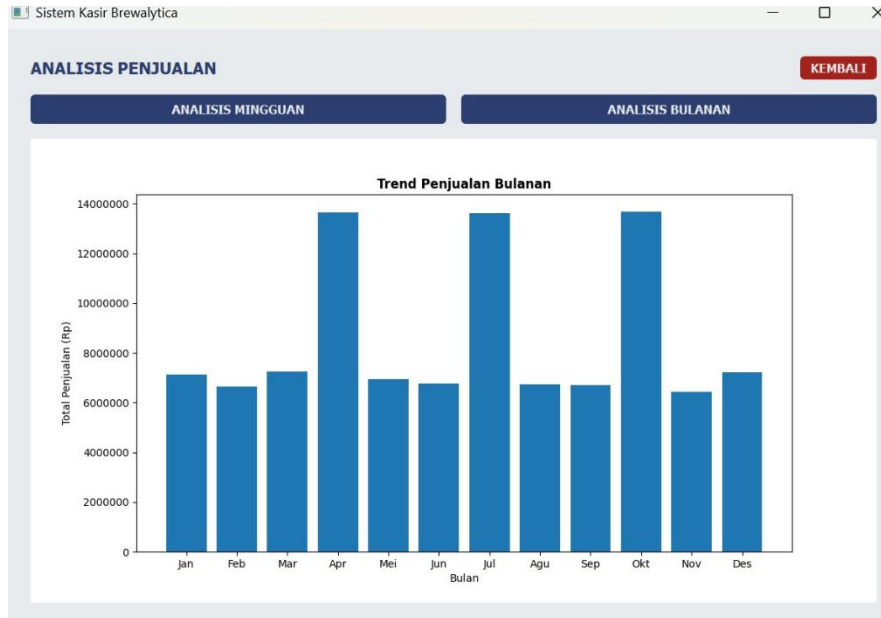 Sistem Kasir Brewalytica
ANALISIS PENJUALAN
KEMBALI
ANALISIS MINGGUAN
ANALISIS BULANAN
Trend Penjualan Bulanan
14000000
12000000
10000000
8000000
6000000
4000000
2000000
0
Total Penjualan (Rp)
Jan Feb Mar Apr Mei Jun Jul Agu Sep Okt Nov Des
Bulan